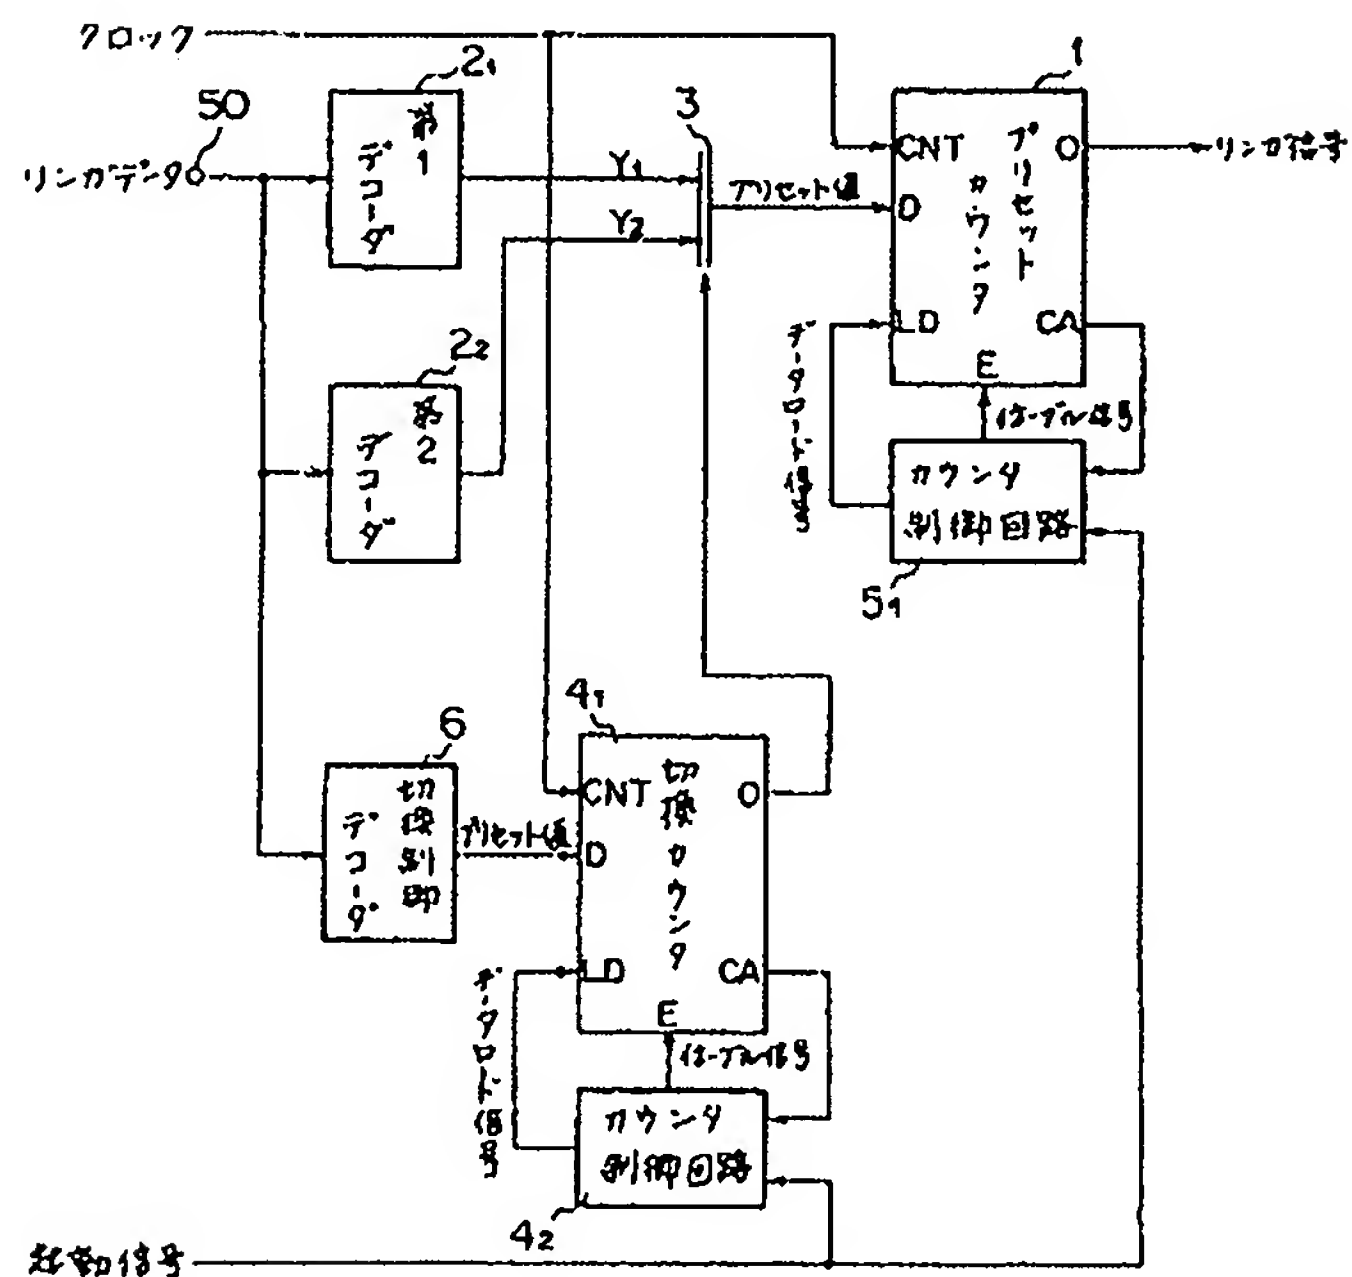 クロック
2₁
50
リンガデータ
第1
デコーダ
Y₁
Y₂
3
プリセット値
1
CNT
D
LD
E
O
CA
プリセット
カウンタ
リンガ信号
2₂
第2
デコーダ
データロード信号
イネーブル信号
カウンタ
制御回路
5₁
6
切換制御
デコーダ
プリセット値
4₁
CNT
D
LD
E
O
CA
切換カウンタ
データロード信号
イネーブル信号
カウンタ
制御回路
4₂
起動信号